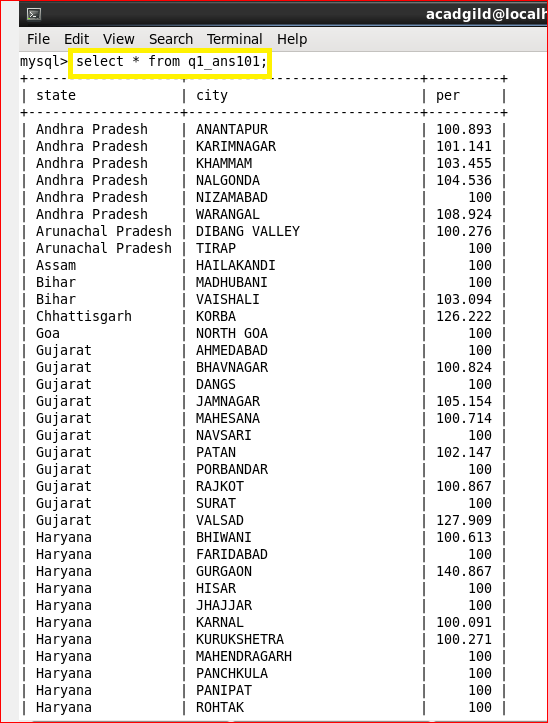 acadgild@localh
File Edit View Search Terminal Help
mysql> select * from q1_ans101;
+-------------------+-----------------------------+---------+
| state             | city                        | per     |
+-------------------+-----------------------------+---------+
| Andhra Pradesh    | ANANTAPUR                   | 100.893 |
| Andhra Pradesh    | KARIMNAGAR                  | 101.141 |
| Andhra Pradesh    | KHAMMAM                     | 103.455 |
| Andhra Pradesh    | NALGONDA                    | 104.536 |
| Andhra Pradesh    | NIZAMABAD                   |     100 |
| Andhra Pradesh    | WARANGAL                    | 108.924 |
| Arunachal Pradesh | DIBANG VALLEY               | 100.276 |
| Arunachal Pradesh | TIRAP                       |     100 |
| Assam             | HAILAKANDI                  |     100 |
| Bihar             | MADHUBANI                   |     100 |
| Bihar             | VAISHALI                    | 103.094 |
| Chhattisgarh      | KORBA                       | 126.222 |
| Goa               | NORTH GOA                   |     100 |
| Gujarat           | AHMEDABAD                   |     100 |
| Gujarat           | BHAVNAGAR                   | 100.824 |
| Gujarat           | DANGS                       |     100 |
| Gujarat           | JAMNAGAR                    | 105.154 |
| Gujarat           | MAHESANA                    | 100.714 |
| Gujarat           | NAVSARI                     |     100 |
| Gujarat           | PATAN                       | 102.147 |
| Gujarat           | PORBANDAR                   |     100 |
| Gujarat           | RAJKOT                      | 100.867 |
| Gujarat           | SURAT                       |     100 |
| Gujarat           | VALSAD                      | 127.909 |
| Haryana           | BHIWANI                     | 100.613 |
| Haryana           | FARIDABAD                   |     100 |
| Haryana           | GURGAON                     | 140.867 |
| Haryana           | HISAR                       |     100 |
| Haryana           | JHAJJAR                     |     100 |
| Haryana           | KARNAL                      | 100.091 |
| Haryana           | KURUKSHETRA                 | 100.271 |
| Haryana           | MAHENDRAGARH                |     100 |
| Haryana           | PANCHKULA                   |     100 |
| Haryana           | PANIPAT                     |     100 |
| Haryana           | ROHTAK                      |     100 |